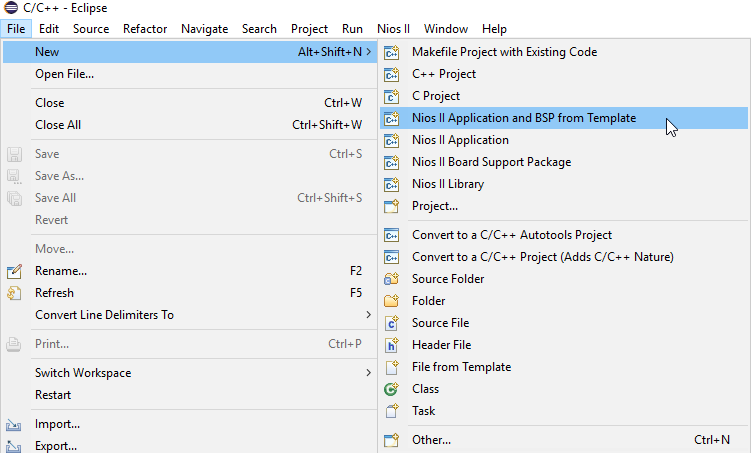 C/C++ - Eclipse
File Edit Source Refactor Navigate Search Project Run Nios II Window Help
New Alt+Shift+N >
Open File...
Close Ctrl+W
Close All Ctrl+Shift+W
Save Ctrl+S
Save As...
Save All Ctrl+Shift+S
Revert
Move...
Rename... F2
Refresh F5
Convert Line Delimiters To >
Print... Ctrl+P
Switch Workspace >
Restart
Import...
Export...
Makefile Project with Existing Code
C++ Project
C Project
Nios II Application and BSP from Template
Nios II Application
Nios II Board Support Package
Nios II Library
Project...
Convert to a C/C++ Autotools Project
Convert to a C/C++ Project (Adds C/C++ Nature)
Source Folder
Folder
Source File
Header File
File from Template
Class
Task
Other... Ctrl+N